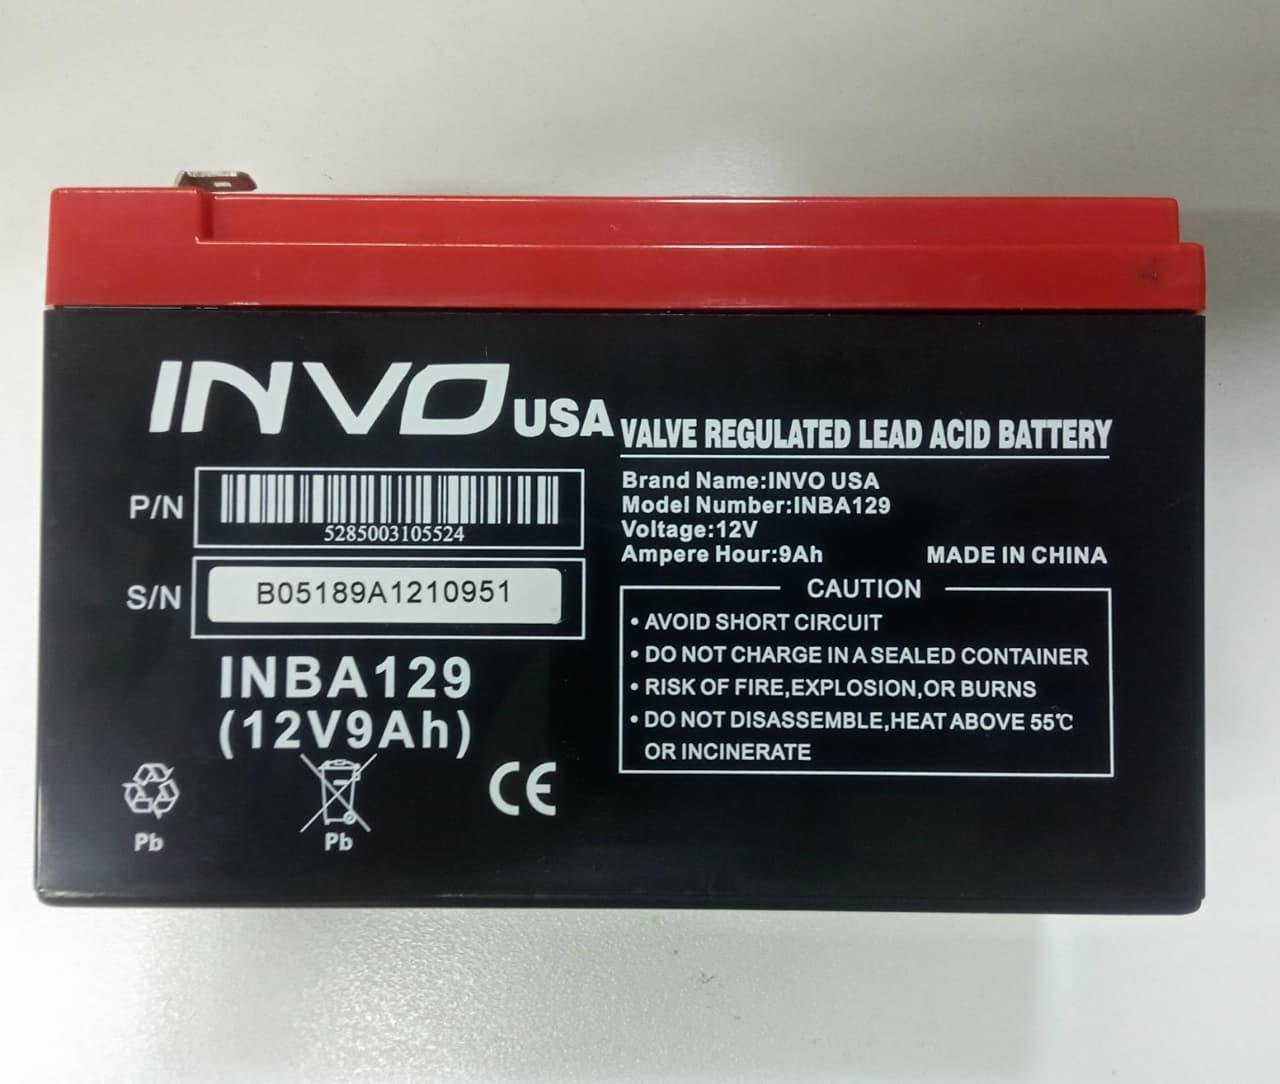 INVO USA
VALVE REGULATED LEAD ACID BATTERY
P/N
5285003105524
S/N
B05189A1210951
INBA129
(12V9Ah)
Pb
Pb
CE
Brand Name:INVO USA
Model Number:INBA129
Voltage:12V
Ampere Hour:9Ah
MADE IN CHINA
CAUTION
• AVOID SHORT CIRCUIT
• DO NOT CHARGE IN A SEALED CONTAINER
• RISK OF FIRE,EXPLOSION,OR BURNS
• DO NOT DISASSEMBLE,HEAT ABOVE 55℃
OR INCINERATE